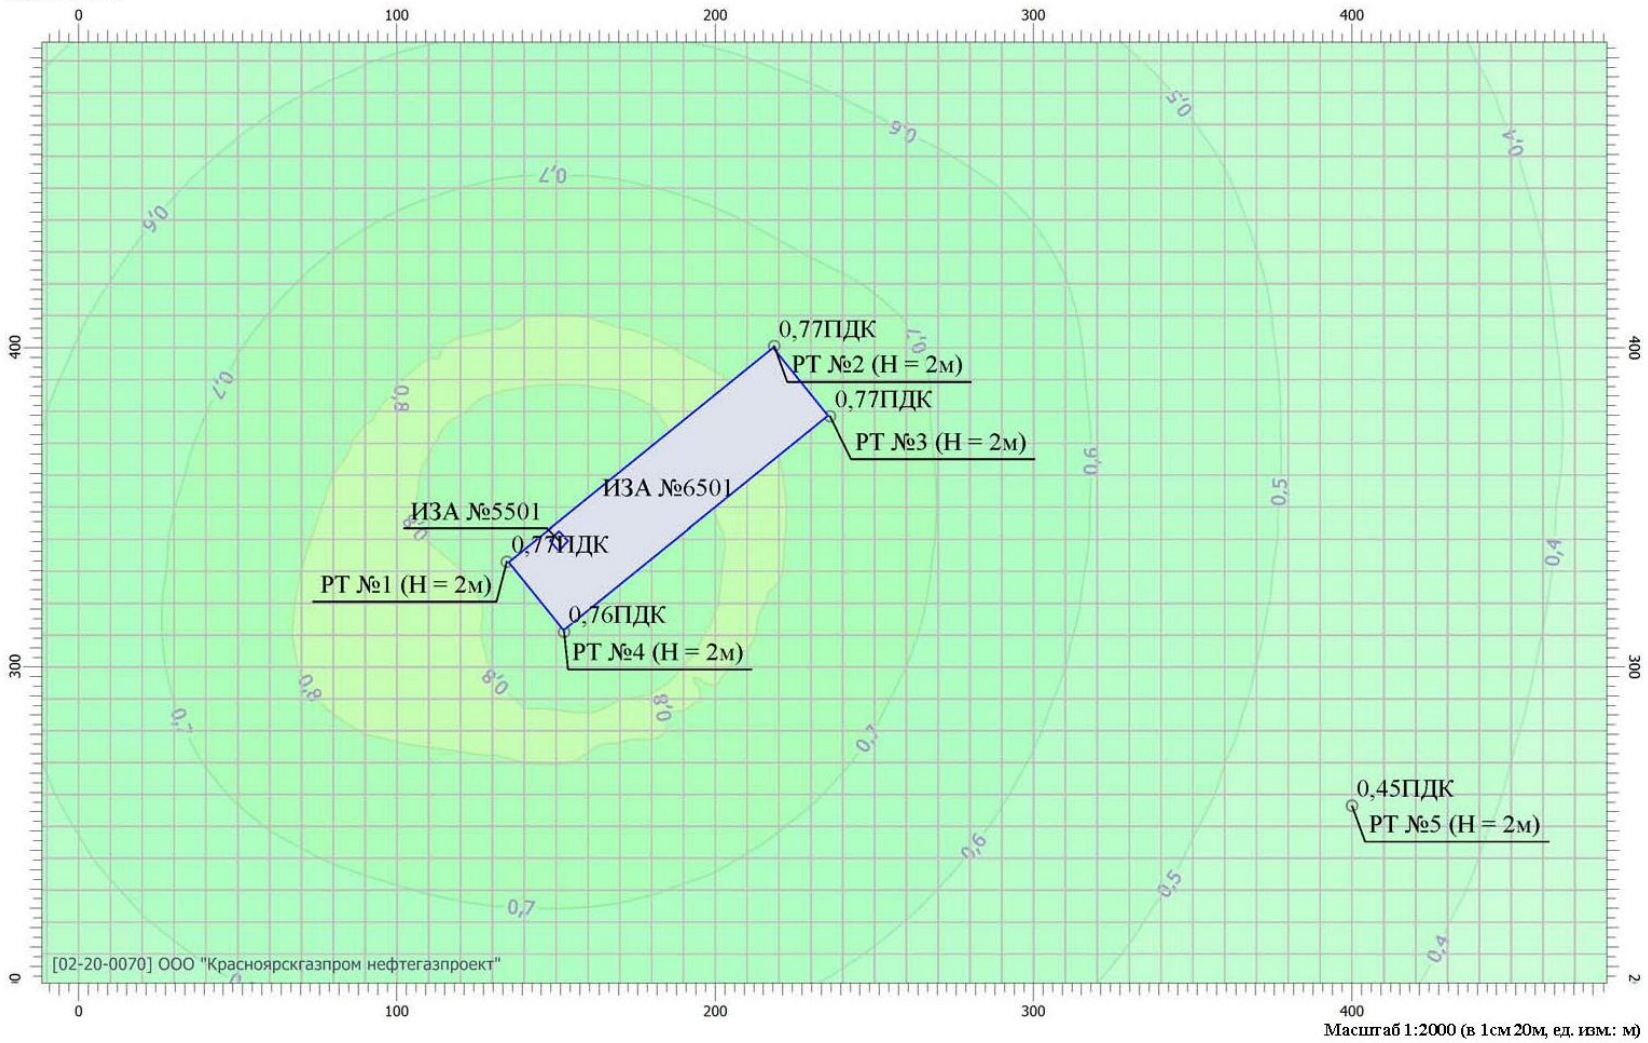 0 100 200 300 400
0,5
0,6
0,4
0,7
0,6
0,77ПДК
400
400
РТ №2 (H = 2м)
0,7
0,7
0,8
0,77ПДК
РТ №3 (H = 2м)
0,6
ИЗА №6501
0,5
ИЗА №5501
0,8
0,77ПДК
0,4
РТ №1 (H = 2м)
0,76ПДК
РТ №4 (H = 2м)
300
300
0,8
0,8
0,8
0,7
0,7
0,45ПДК
РТ №5 (H = 2м)
0,6
0,5
0,7
0,4
[02-20-0070] ООО "Красноярскгазпром нефтегазпроект"
0
2
0 100 200 300 400
Масштаб 1:2000 (в 1см 20м, ед. изм.: м)